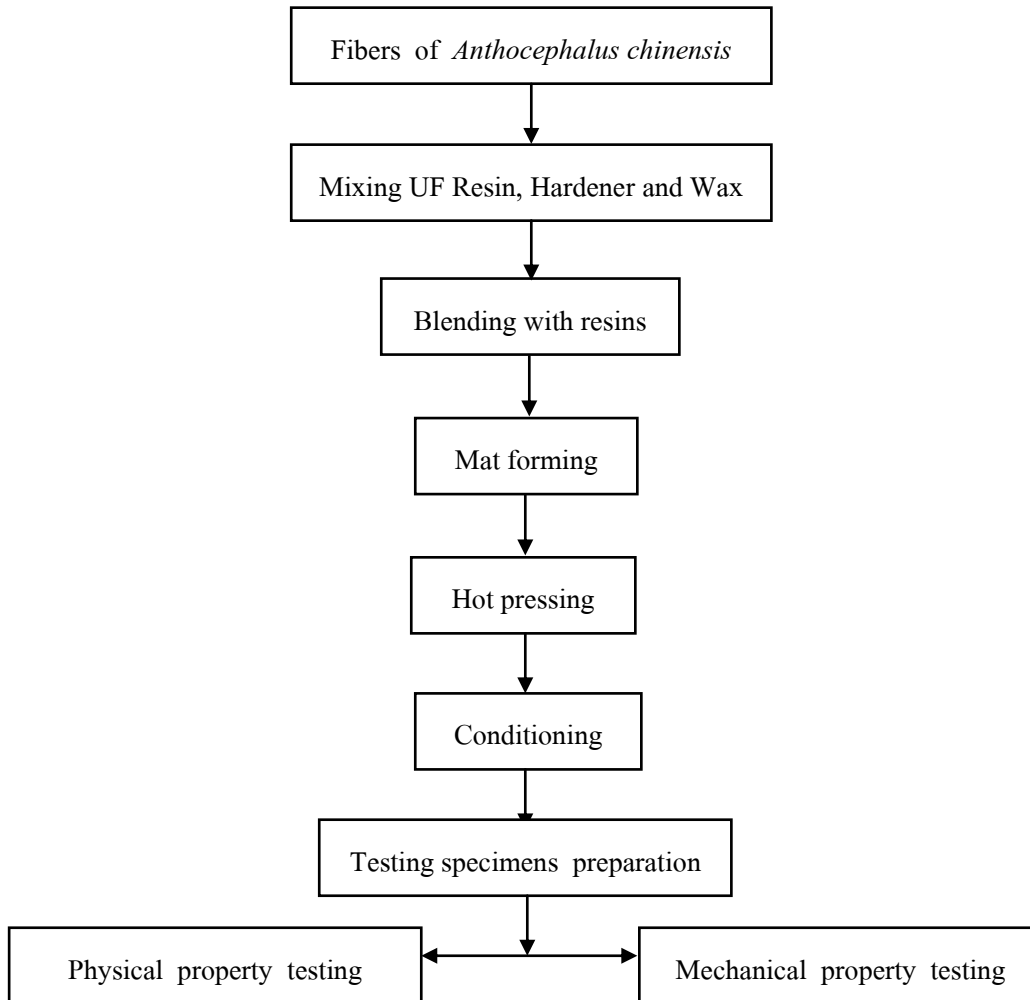 Fibers of Anthocephalus chinensis
Mixing UF Resin, Hardener and Wax
Blending with resins
Mat forming
Hot pressing
Conditioning
Testing specimens preparation
Physical property testing
Mechanical property testing